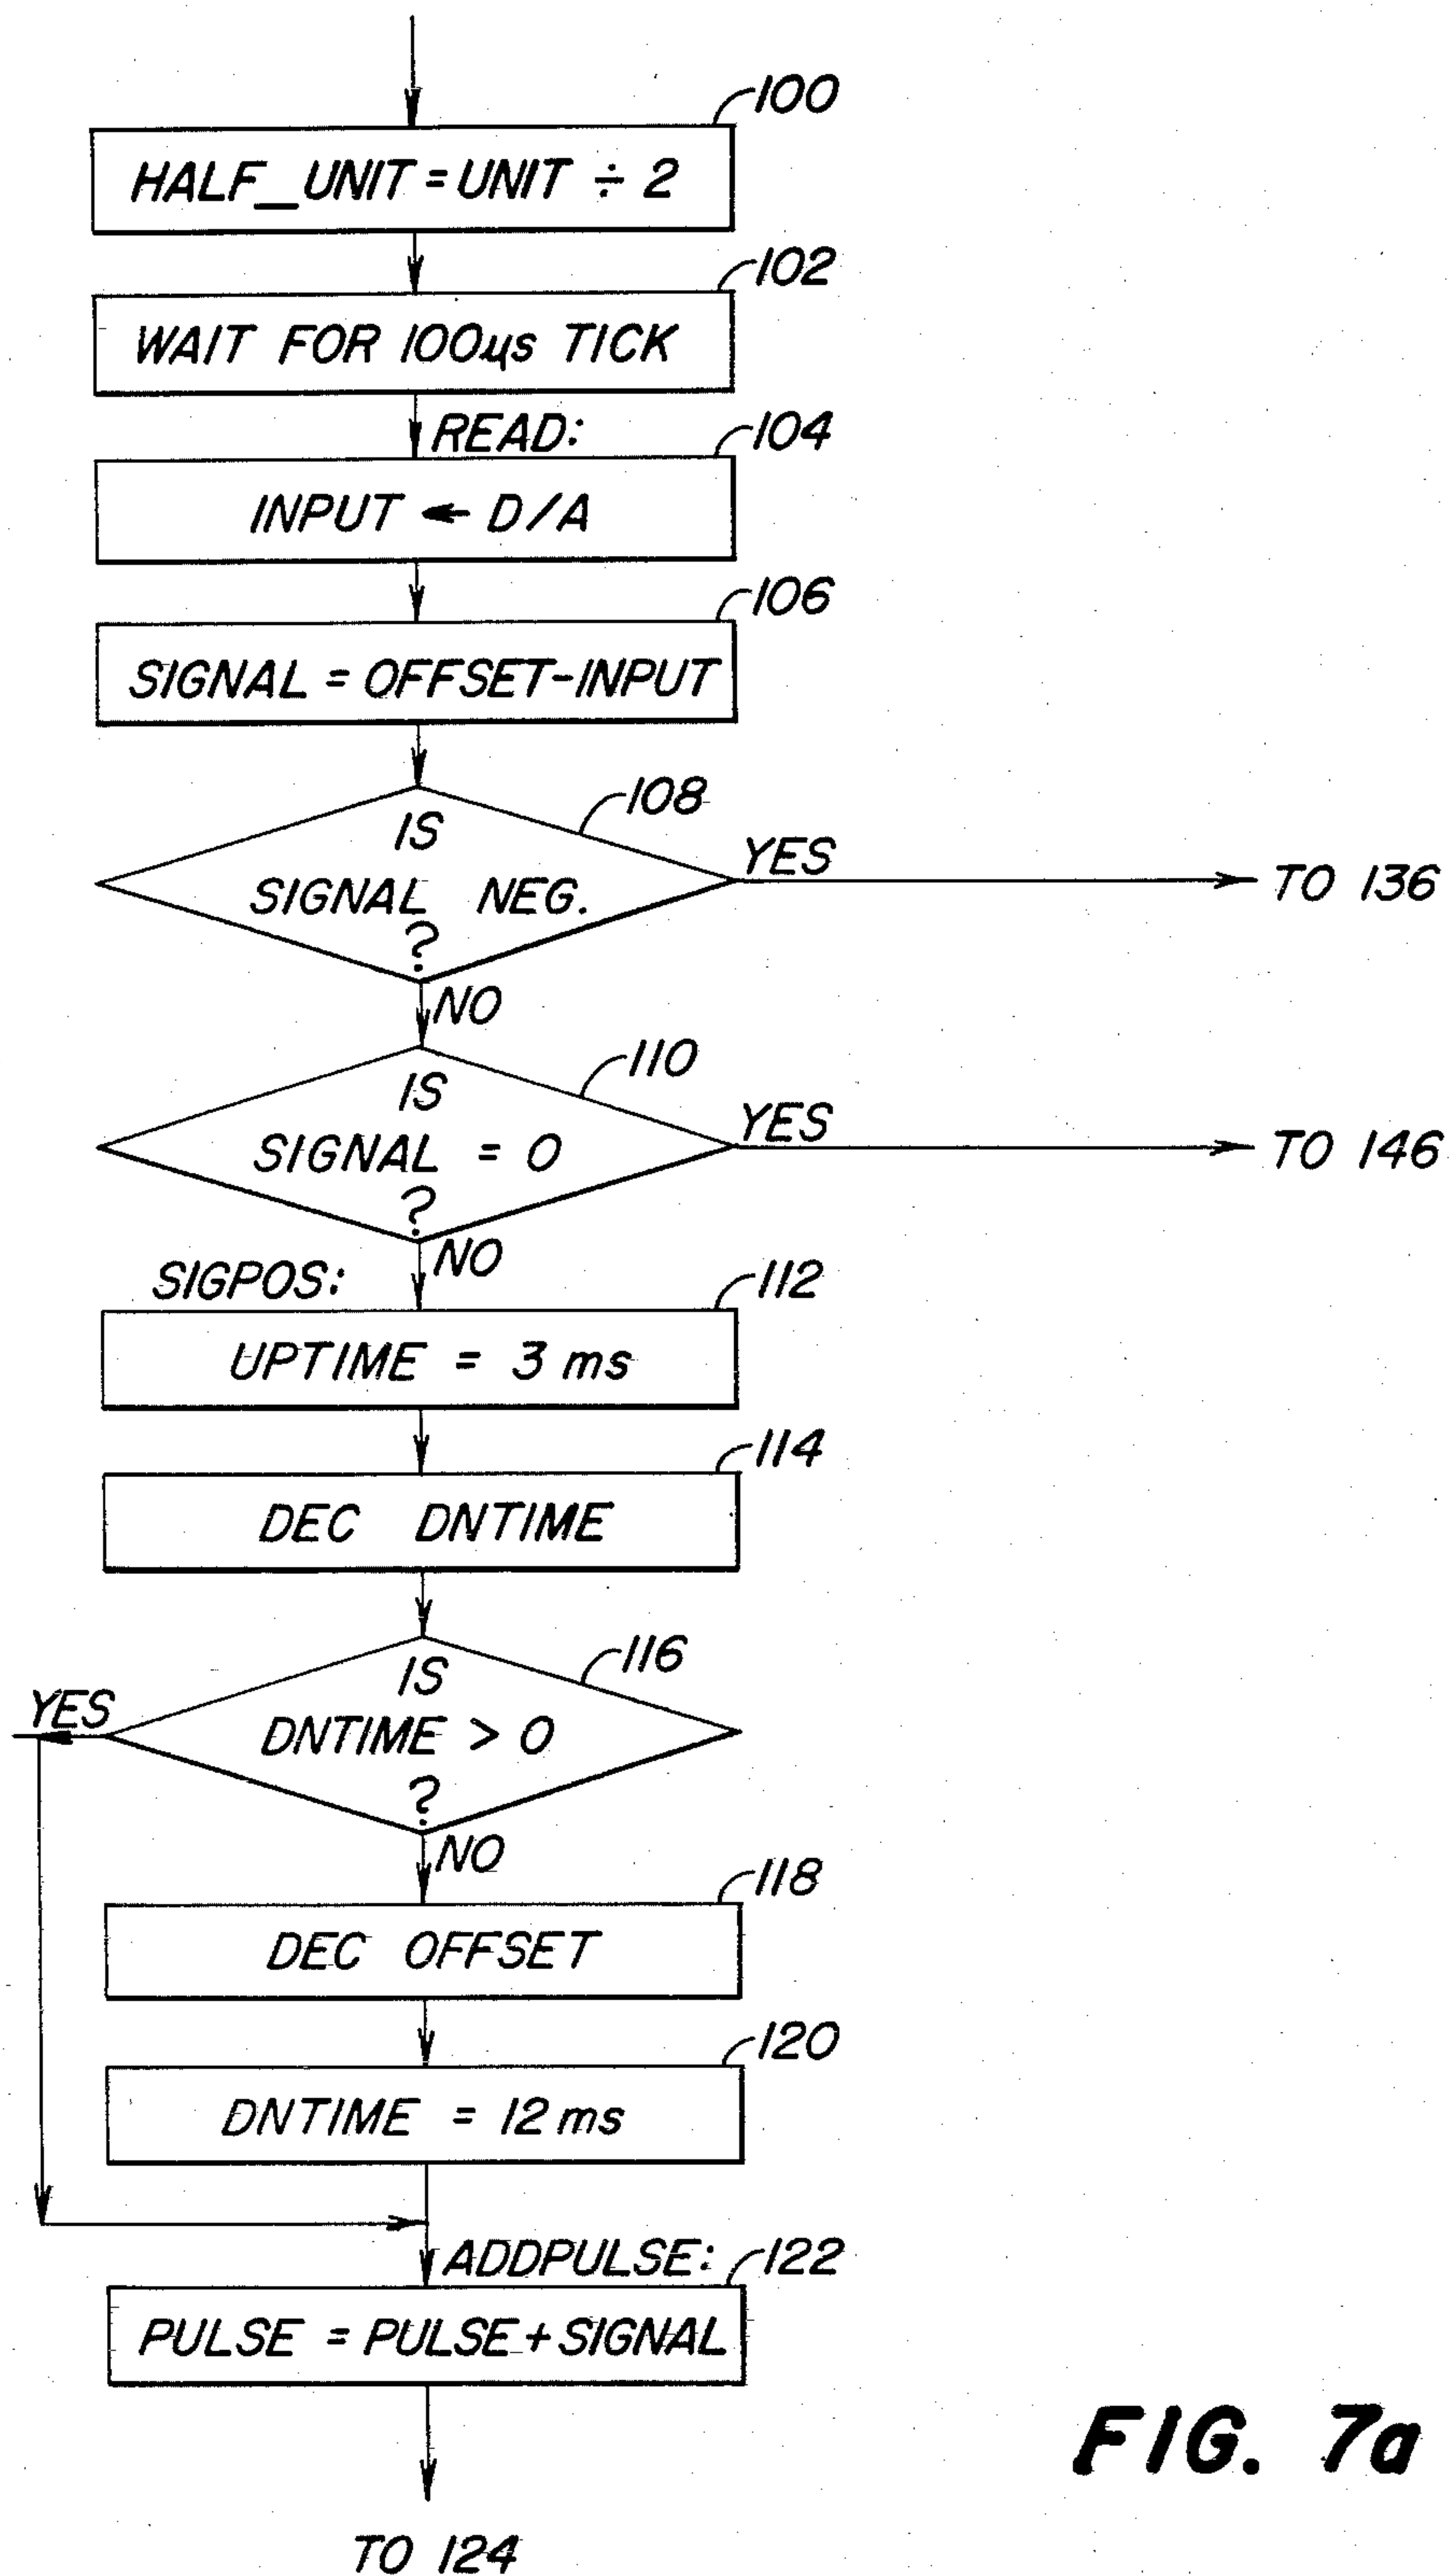 100
HALF_UNIT = UNIT ÷ 2
102
WAIT FOR 100µs TICK
READ:
104
INPUT ← D/A
106
SIGNAL = OFFSET-INPUT
108
IS
SIGNAL NEG.
?
YES
TO 136
NO
110
IS
SIGNAL = 0
?
YES
TO 146
NO
SIGPOS:
112
UPTIME = 3 ms
114
DEC DNTIME
116
IS
DNTIME > 0
?
YES
NO
118
DEC OFFSET
120
DNTIME = 12 ms
ADDPULSE:
122
PULSE = PULSE + SIGNAL
TO 124
FIG. 7a